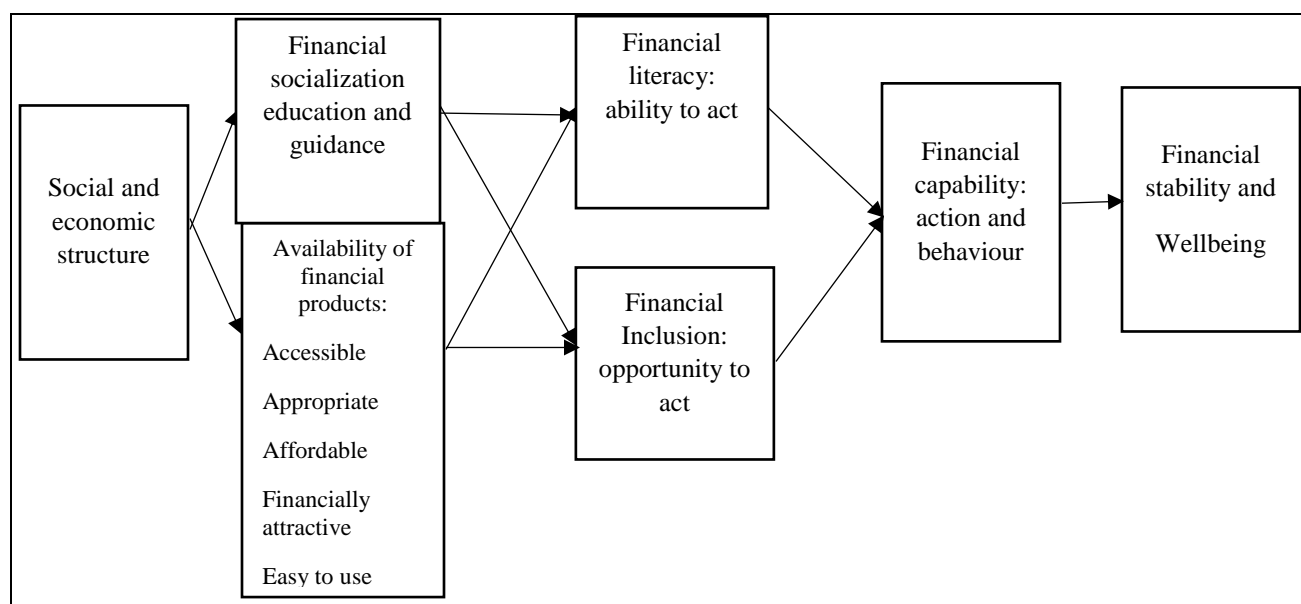 Social and
economic
structure
Financial
socialization
education and
guidance
Availability of
financial
products:
Accessible
Appropriate
Affordable
Financially
attractive
Easy to use
Financial
literacy:
ability to act
Financial
Inclusion:
opportunity to
act
Financial
capability:
action and
behaviour
Financial
stability and
Wellbeing